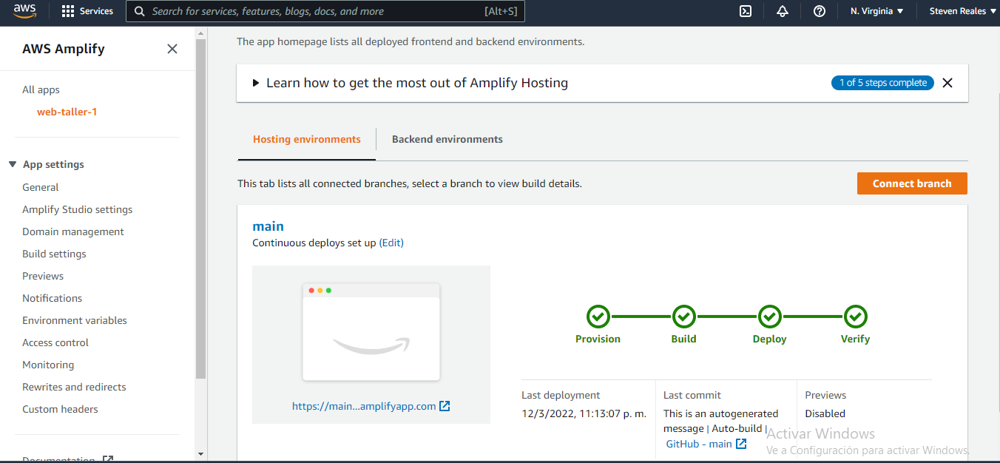 aws
Services
Search for services, features, blogs, docs, and more
[Alt+S]
N. Virginia
Steven Reales
AWS Amplify
All apps
web-taller-1
App settings
General
Amplify Studio settings
Domain management
Build settings
Previews
Notifications
Environment variables
Access control
Monitoring
Rewrites and redirects
Custom headers
Documentation
The app homepage lists all deployed frontend and backend environments.
Learn how to get the most out of Amplify Hosting
1 of 5 steps complete
Hosting environments
Backend environments
This tab lists all connected branches, select a branch to view build details.
Connect branch
main
Continuous deploys set up (Edit)
https://main...amplifyapp.com
Provision
Build
Deploy
Verify
Last deployment
12/3/2022, 11:13:07 p. m.
Last commit
This is an autogenerated
message | Auto-build |
GitHub - main
Previews
Disabled
Activar Windows
Ve a Configuración para activar Windows.